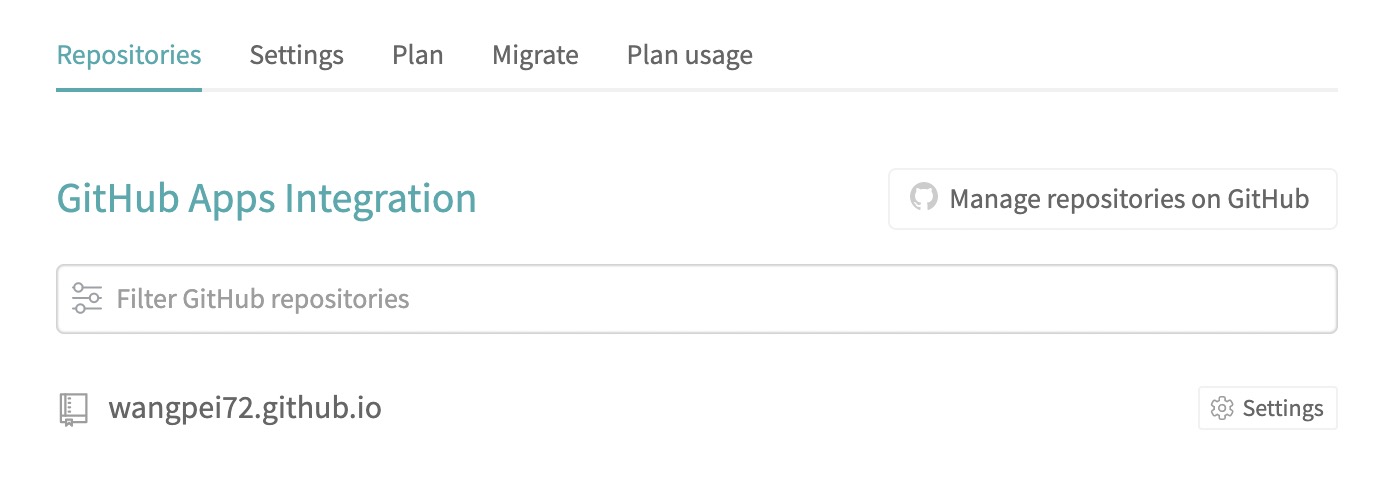 Repositories Settings Plan Migrate Plan usage
GitHub Apps Integration
Manage repositories on GitHub
Filter GitHub repositories
wangpei72.github.io
Settings